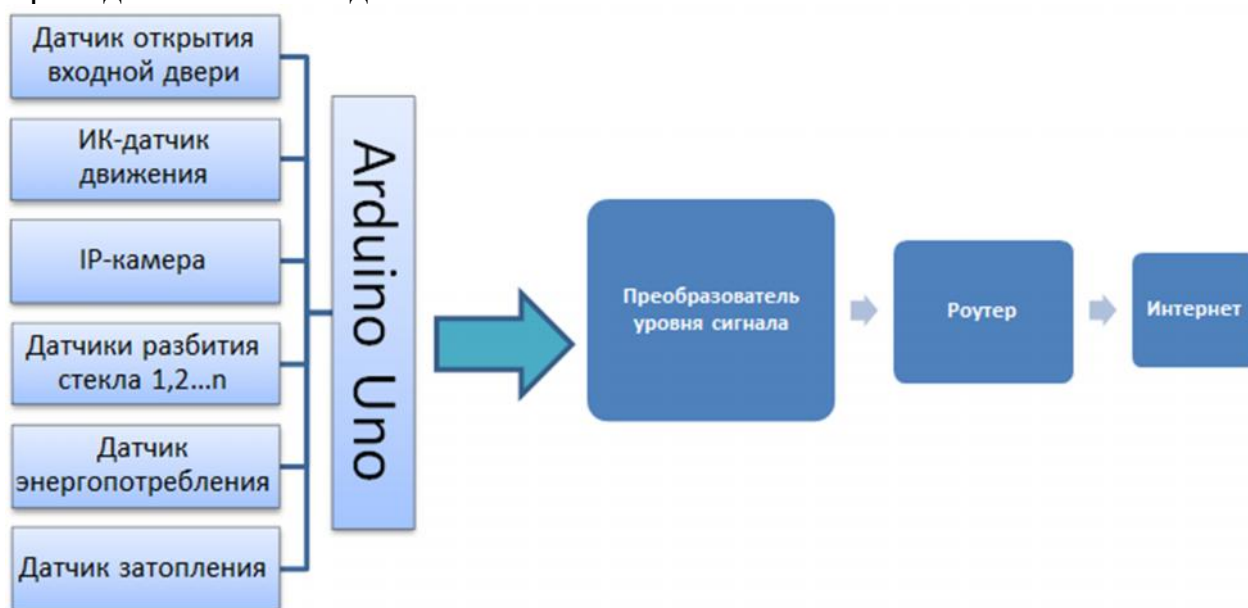 Датчик открытия
входной двери
ИК-датчик
движения
IP-камера
Датчики разбития
стекла 1,2...n
Датчик
энергопотребления
Датчик затопления
Arduino Uno
Преобразователь
уровня сигнала
Роутер
Интернет